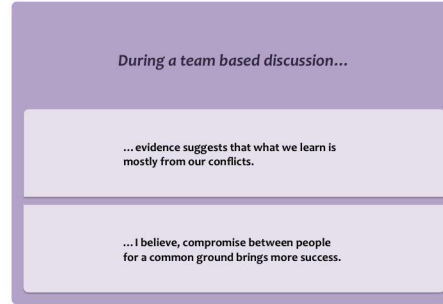 During a team based discussion...
...evidence suggests that what we learn is
mostly from our conflicts.
...I believe, compromise between people
for a common ground brings more success.